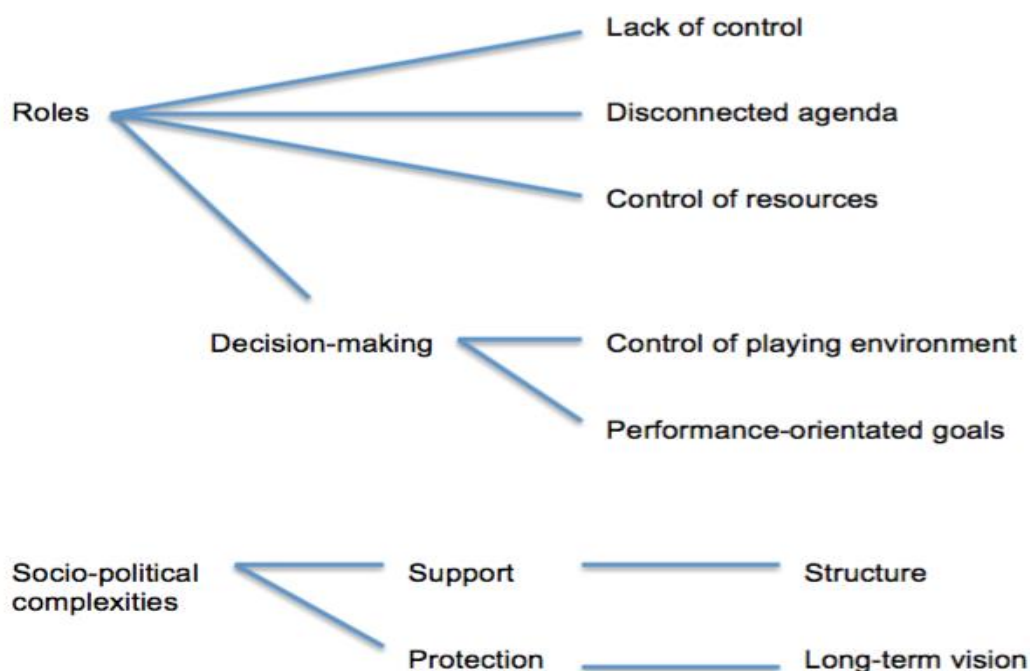 Lack of control
Roles
Disconnected agenda
Control of resources
Decision-making
Control of playing environment
Performance-orientated goals
Socio-political
complexities
Support
Structure
Protection
Long-term vision